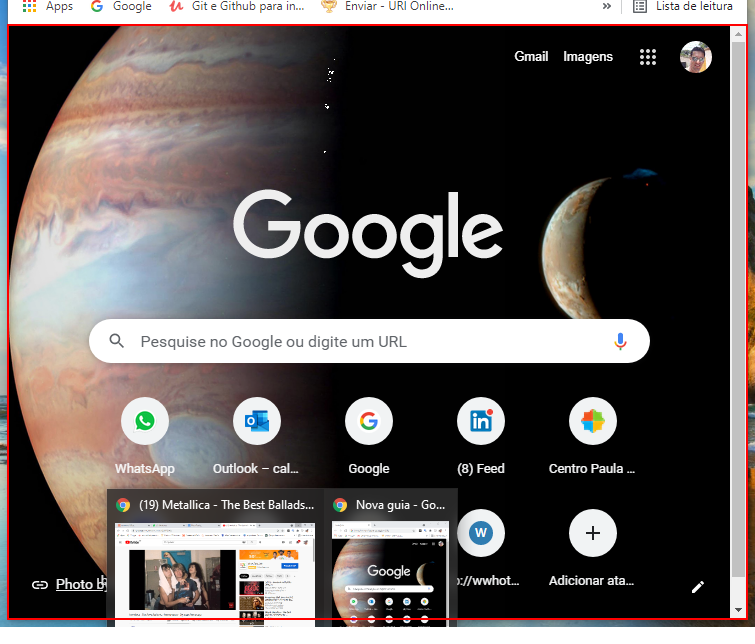 Apps Google Git e Github para in... Enviar - URI Online... » Lista de leitura
Gmail Imagens
Google
Pesquise no Google ou digite um URL
WhatsApp Outlook – cal... Google (8) Feed Centro Paula ...
(19) Metallica - The Best Ballads... Nova guia - Go...
W
Google
://wwhot... Adicionar ata...
Photo b